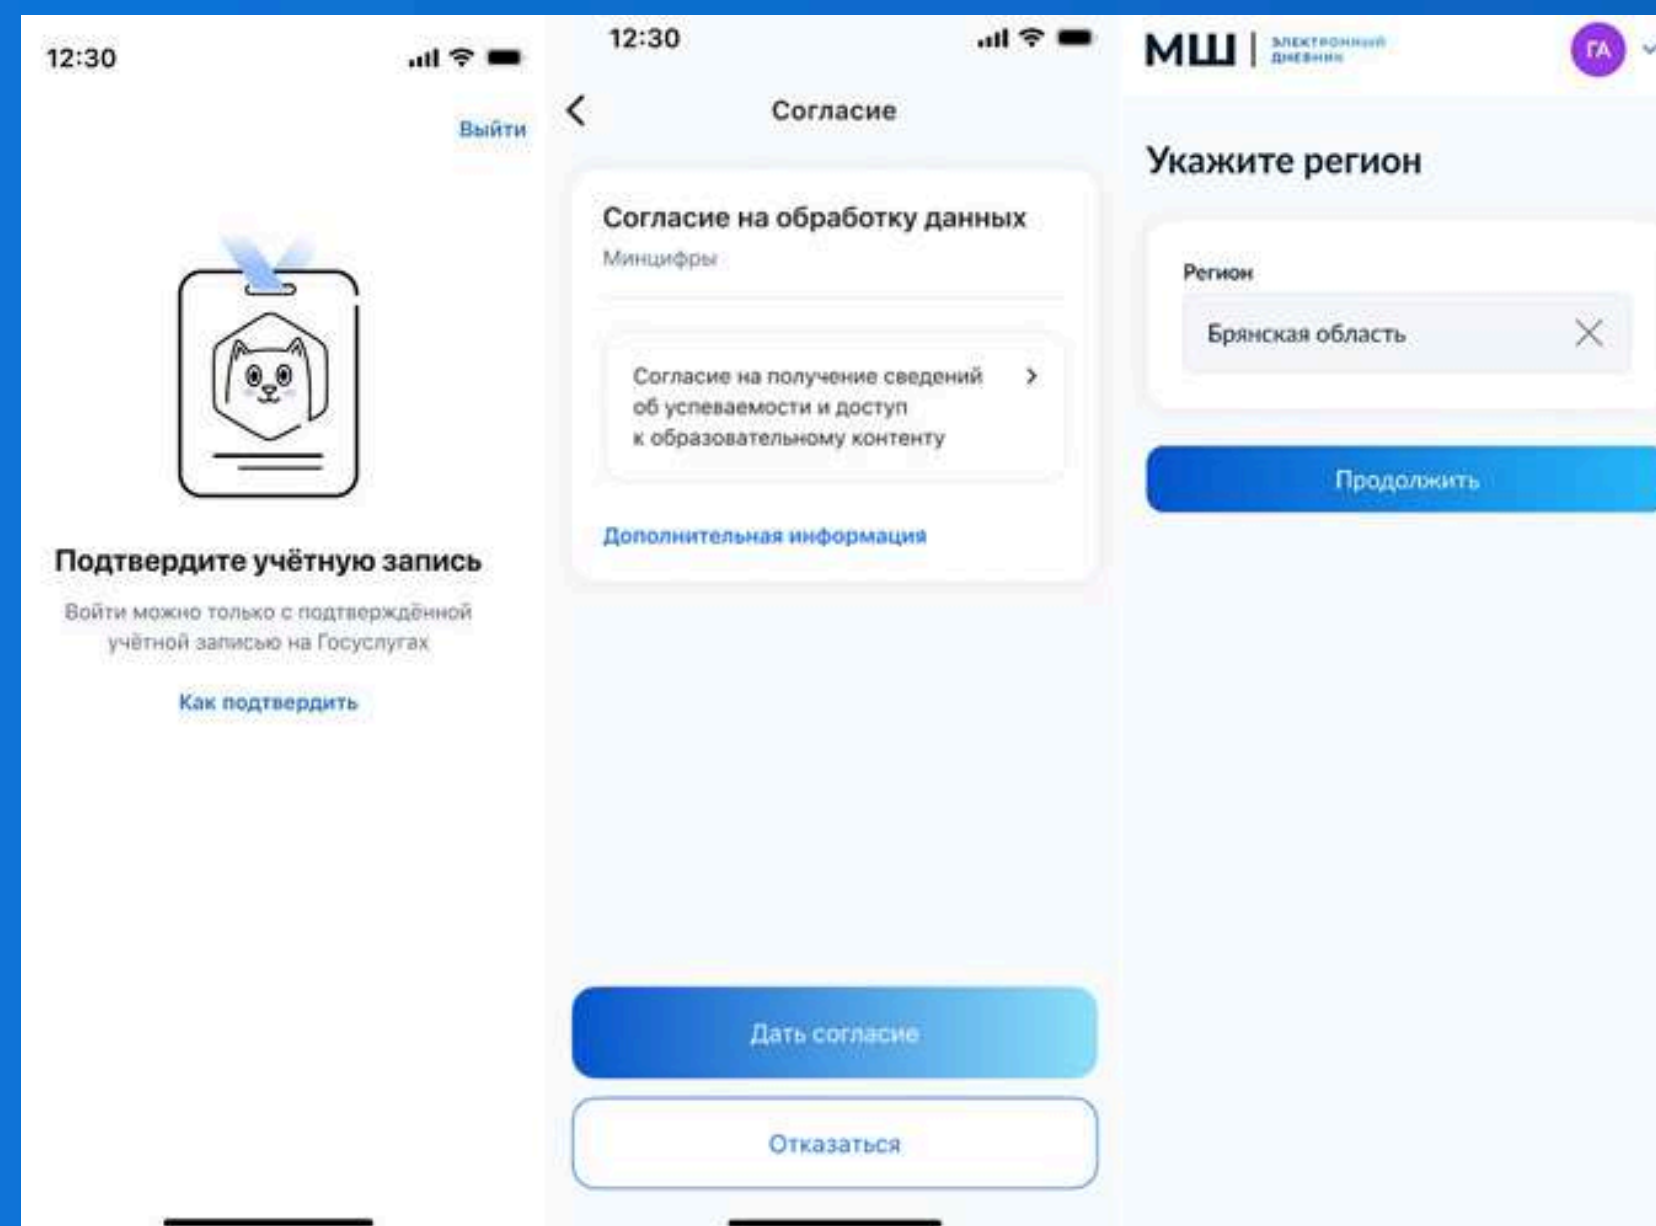 12:30
Выйти
Подтвердите учётную запись
Войти можно только с подтверждённой
учётной записью на Госуслугах
Как подтвердить
12:30
Согласие
Согласие на обработку данных
Минцифры
Согласие на получение сведений
об успеваемости и доступ
к образовательному контенту
Дополнительная информация
Дать согласие
Отказаться
МШ
ЭЛЕКТРОННЫЙ
ДНЕВНИК
ГА
Укажите регион
Регион
Брянская область
Продолжить